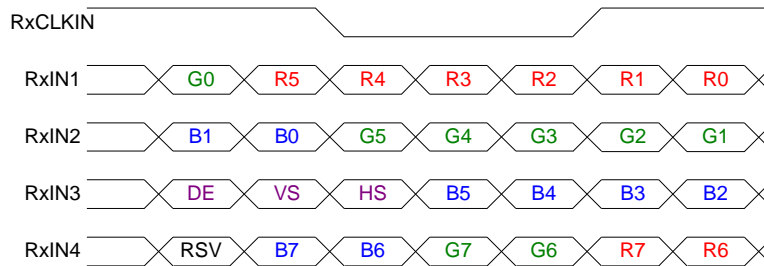 RxCLKIN
RxIN1 G0 R5 R4 R3 R2 R1 R0
RxIN2 B1 B0 G5 G4 G3 G2 G1
RxIN3 DE VS HS B5 B4 B3 B2
RxIN4 RSV B7 B6 G7 G6 R7 R6